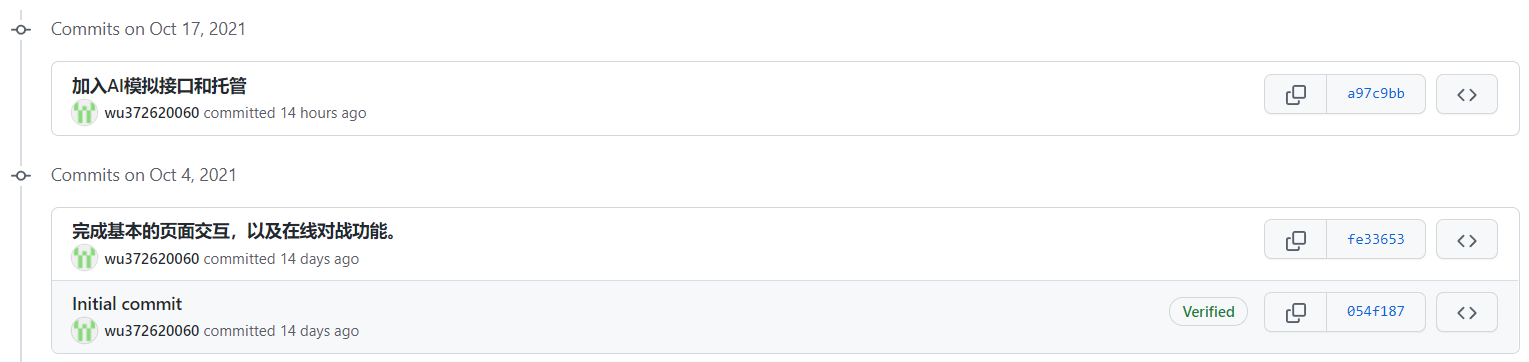 Commits on Oct 17, 2021
加入AI模拟接口和托管
wu372620060 committed 14 hours ago
a97c9bb
Commits on Oct 4, 2021
完成基本的页面交互，以及在线对战功能。
wu372620060 committed 14 days ago
fe33653
Initial commit
wu372620060 committed 14 days ago
Verified
054f187